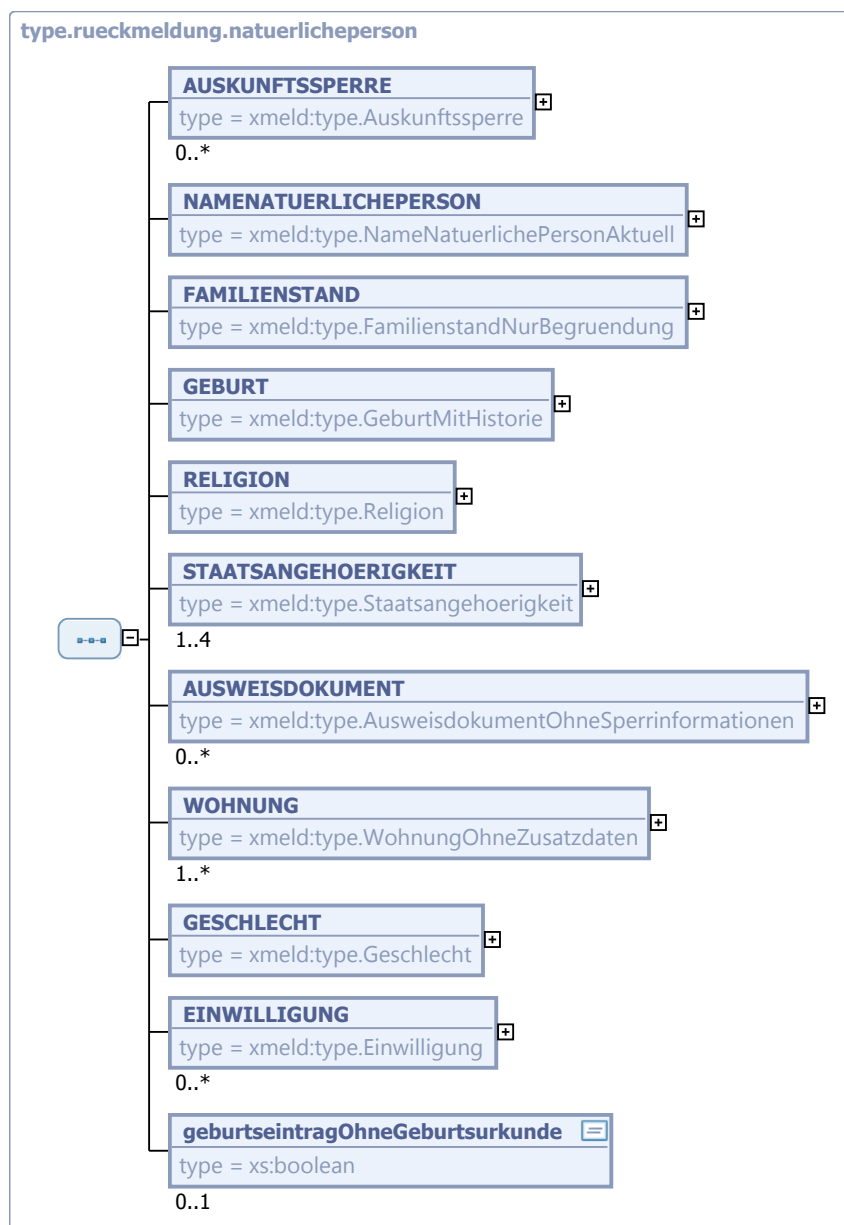 type.rueckmeldung.natuerlicheperson
AUSKUNFTSSPERRE
type = xmeld:type.Auskunftssperre
0..*
NAMENATUERLICHEPERSON
type = xmeld:type.NameNatuerlichePersonAktuell
FAMILIENSTAND
type = xmeld:type.FamilienstandNurBegruendung
GEBURT
type = xmeld:type.GeburtMitHistorie
RELIGION
type = xmeld:type.Religion
STAATSANGEHOERIGKEIT
type = xmeld:type.Staatsangehoerigkeit
1..4
AUSWEISDOKUMENT
type = xmeld:type.AusweisdokumentOhneSperrinformationen
0..*
WOHNUNG
type = xmeld:type.WohnungOhneZusatzdaten
1..*
GESCHLECHT
type = xmeld:type.Geschlecht
EINWILLIGUNG
type = xmeld:type.Einwilligung
0..*
geburtseintragOhneGeburtsurkunde
type = xs:boolean
0..1